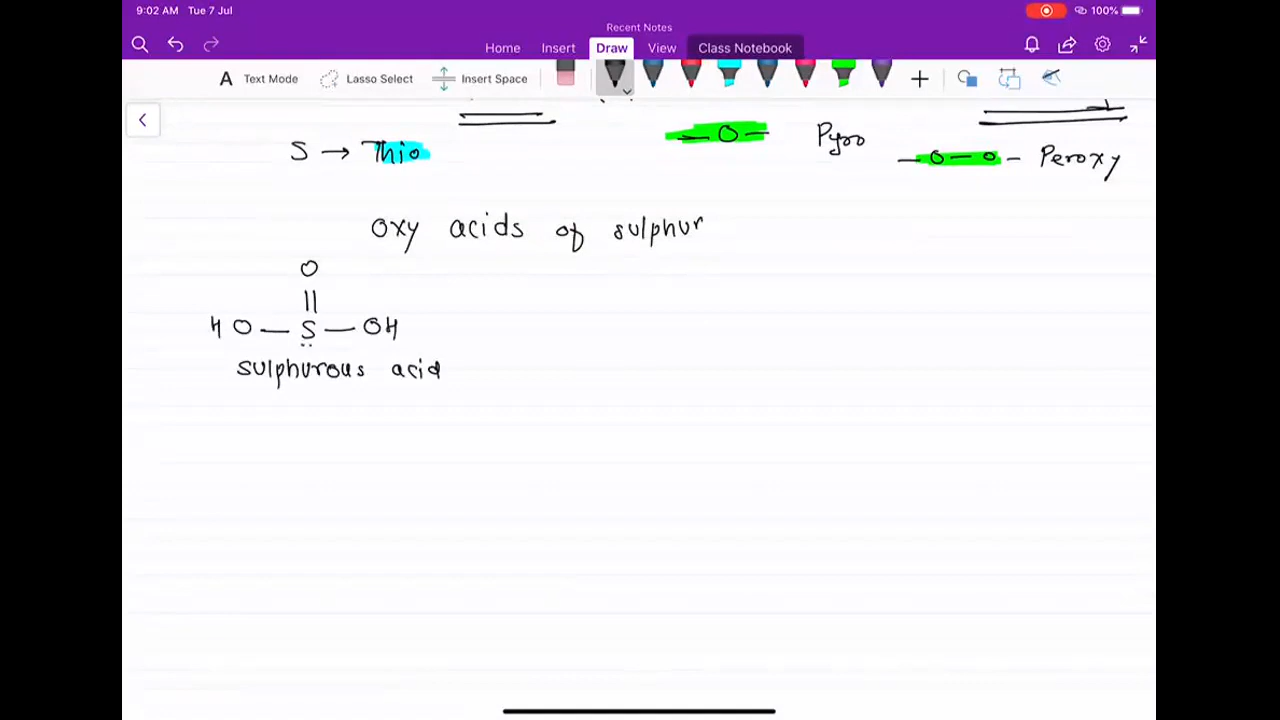 9:02 AM Tue 7 Jul 100%
Recent Notes
Home Insert Draw View Class Notebook
A Text Mode Lasso Select Insert Space
— O — Pyro
S → Thio
— O — O — Peroxy
oxy acids of sulphur
O
||
HO — S — OH
sulphurous acid